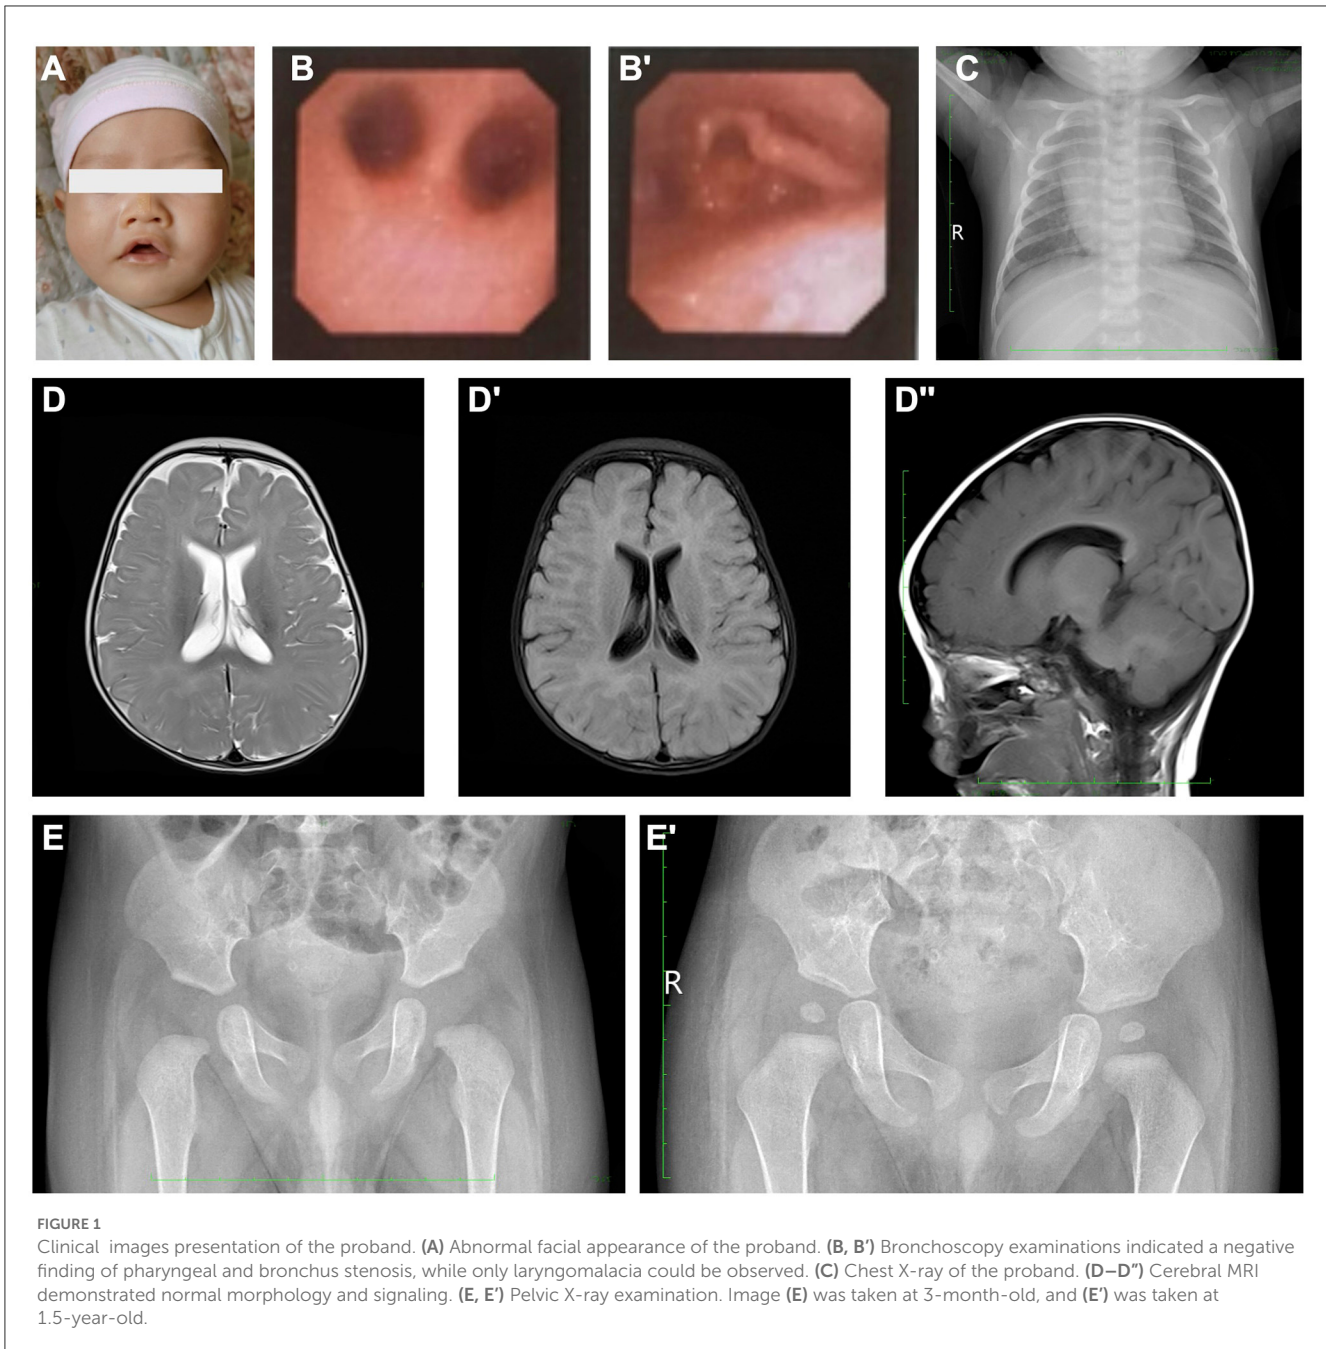 A
B
B'
C
R
D
D'
D"
E
E'
R
FIGURE 1
Clinical images presentation of the proband. (A) Abnormal facial appearance of the proband. (B, B′) Bronchoscopy examinations indicated a negative
finding of pharyngeal and bronchus stenosis, while only laryngomalacia could be observed. (C) Chest X-ray of the proband. (D–D″) Cerebral MRI
demonstrated normal morphology and signaling. (E, E′) Pelvic X-ray examination. Image (E) was taken at 3-month-old, and (E′) was taken at
1.5-year-old.